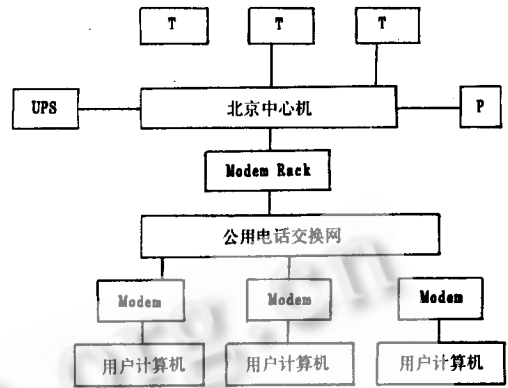 T T T
UPS 北京中心机 P
Modem Rack
公用电话交换网
Modem Modem Modem
用户计算机 用户计算机 用户计算机